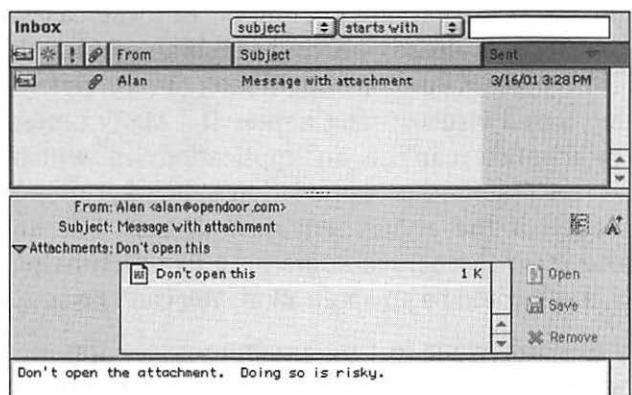 Inbox subject starts with
From Subject Sent
Alan Message with attachment 3/16/01 3:28 PM
From: Alan <alan@opendoor.com>
Subject: Message with attachment
Attachments: Don't open this
Don't open this 1 K
Open
Save
Remove
Don't open the attachment. Doing so is risky.